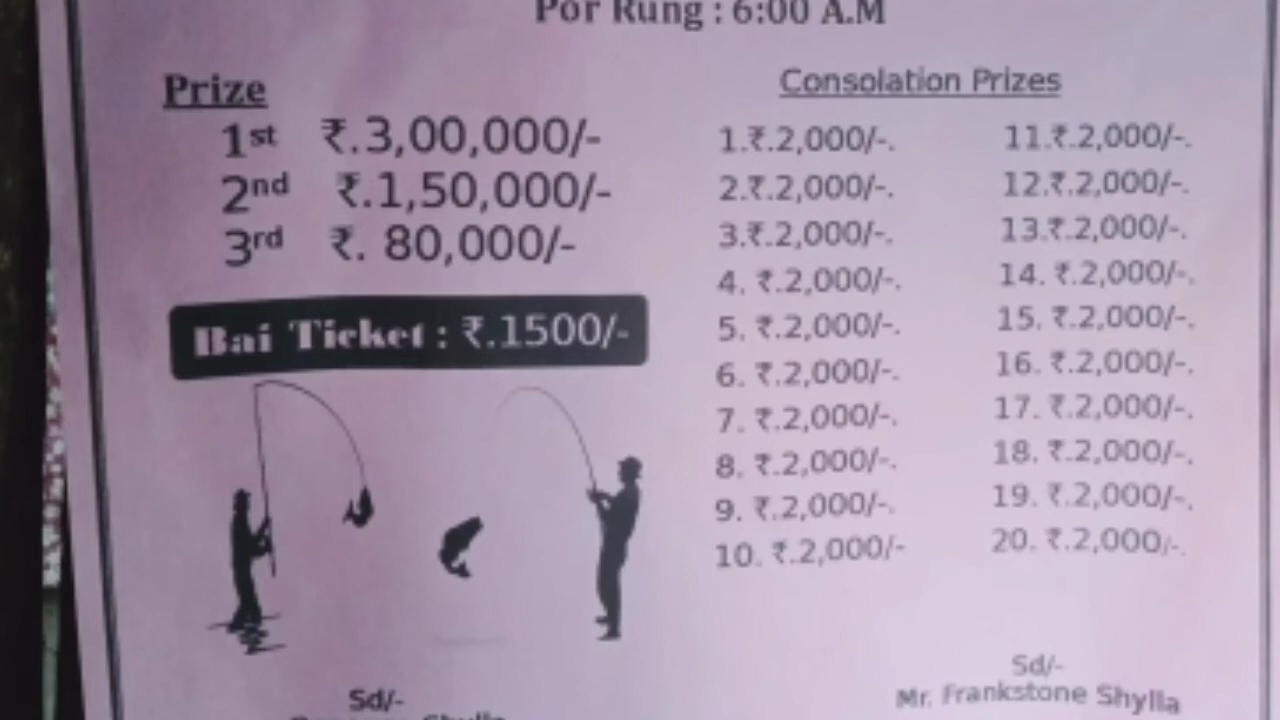 Por Rung : 6:00 A.M
Prize
1st ₹.3,00,000/-
2nd ₹.1,50,000/-
3rd ₹. 80,000/-
Bai Ticket : ₹.1500/-
Consolation Prizes
1.₹.2,000/-.
2.₹.2,000/-.
3.₹.2,000/-.
4. ₹.2,000/-.
5. ₹.2,000/-.
6. ₹.2,000/-.
7. ₹.2,000/-.
8. ₹.2,000/-.
9. ₹.2,000/-.
10. ₹.2,000/-
11.₹.2,000/-.
12.₹.2,000/-.
13.₹.2,000/-.
14. ₹.2,000/-.
15. ₹.2,000/-.
16. ₹.2,000/-.
17. ₹.2,000/-.
18. ₹.2,000/-.
19. ₹.2,000/-.
20. ₹.2,000/-.
Sd/-
Shylla
Sd/-
Mr. Frankstone Shylla